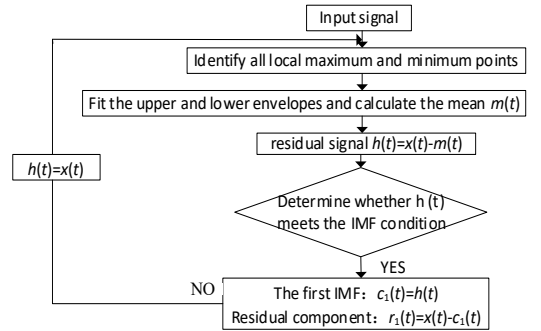 Input signal
Identify all local maximum and minimum points
Fit the upper and lower envelopes and calculate the mean m(t)
residual signal h(t)=x(t)-m(t)
h(t)=x(t)
Determine whether h (t)
meets the IMF condition
YES
NO
The first IMF: c₁(t)=h(t)
Residual component: r₁(t)=x(t)-c₁(t)